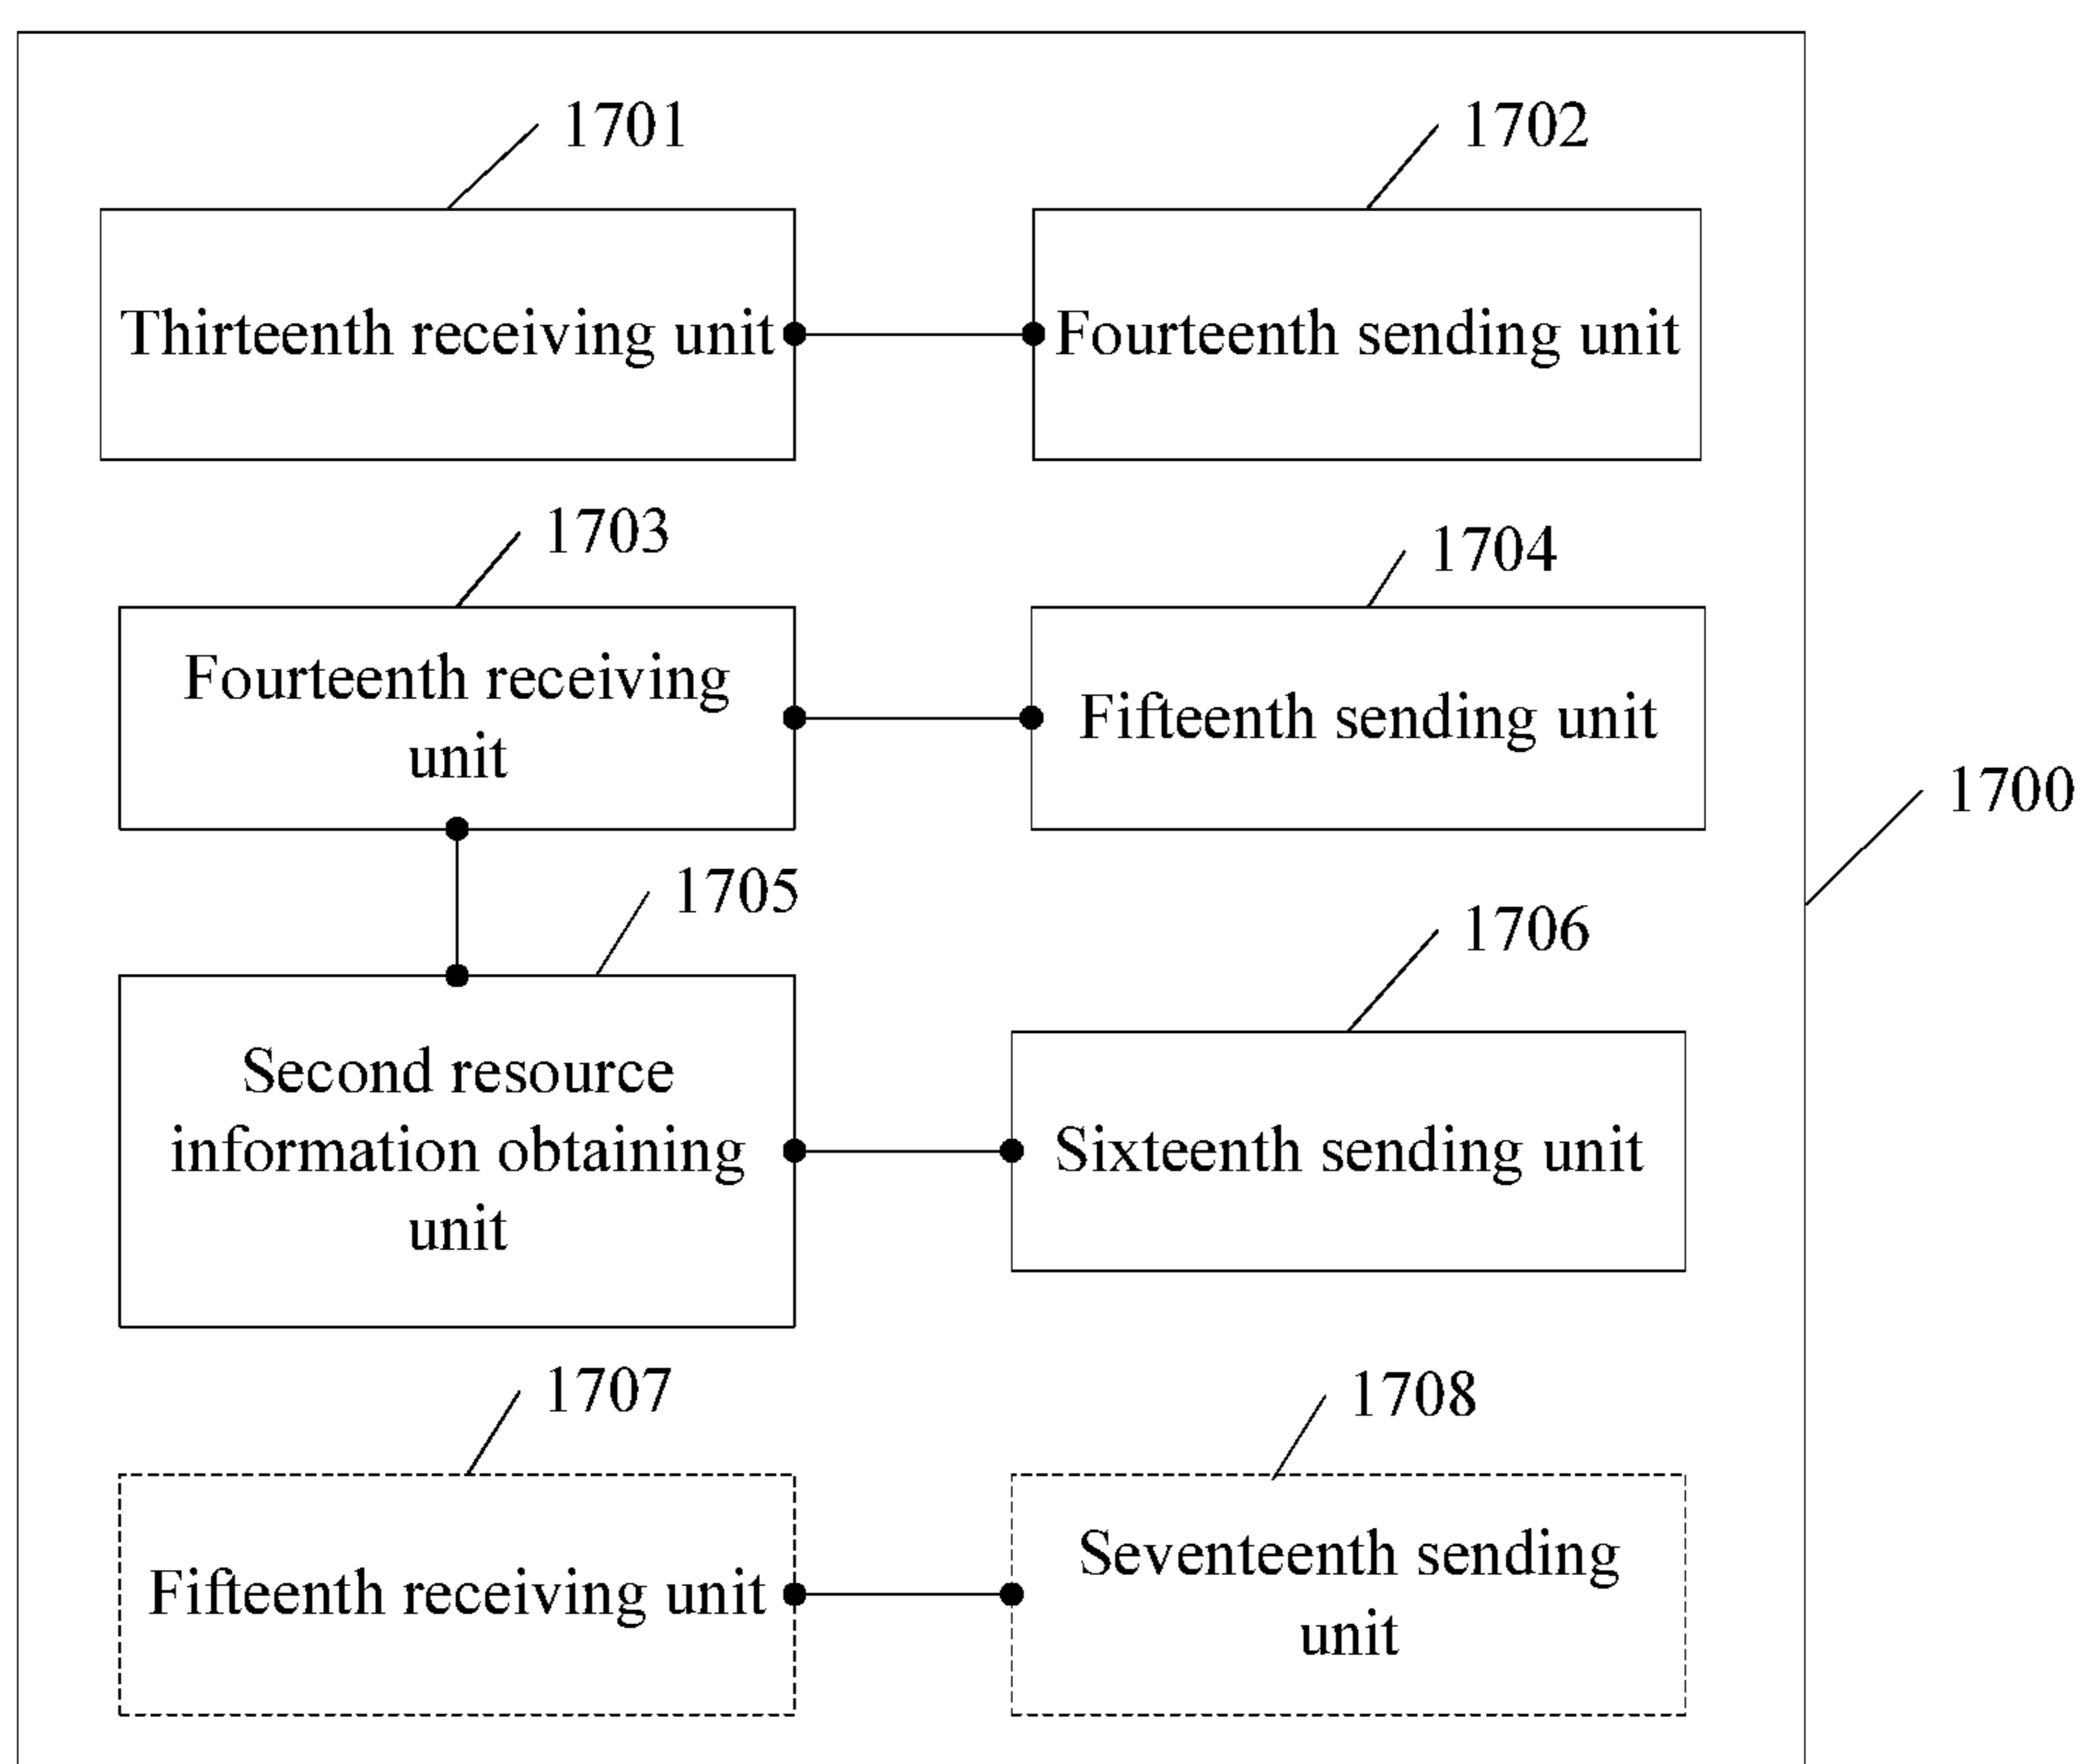 1701
1702
Thirteenth receiving unit
Fourteenth sending unit
1703
1704
Fourteenth receiving
unit
Fifteenth sending unit
1700
1705
1706
Second resource
information obtaining
unit
Sixteenth sending unit
1707
1708
Fifteenth receiving unit
Seventeenth sending
unit